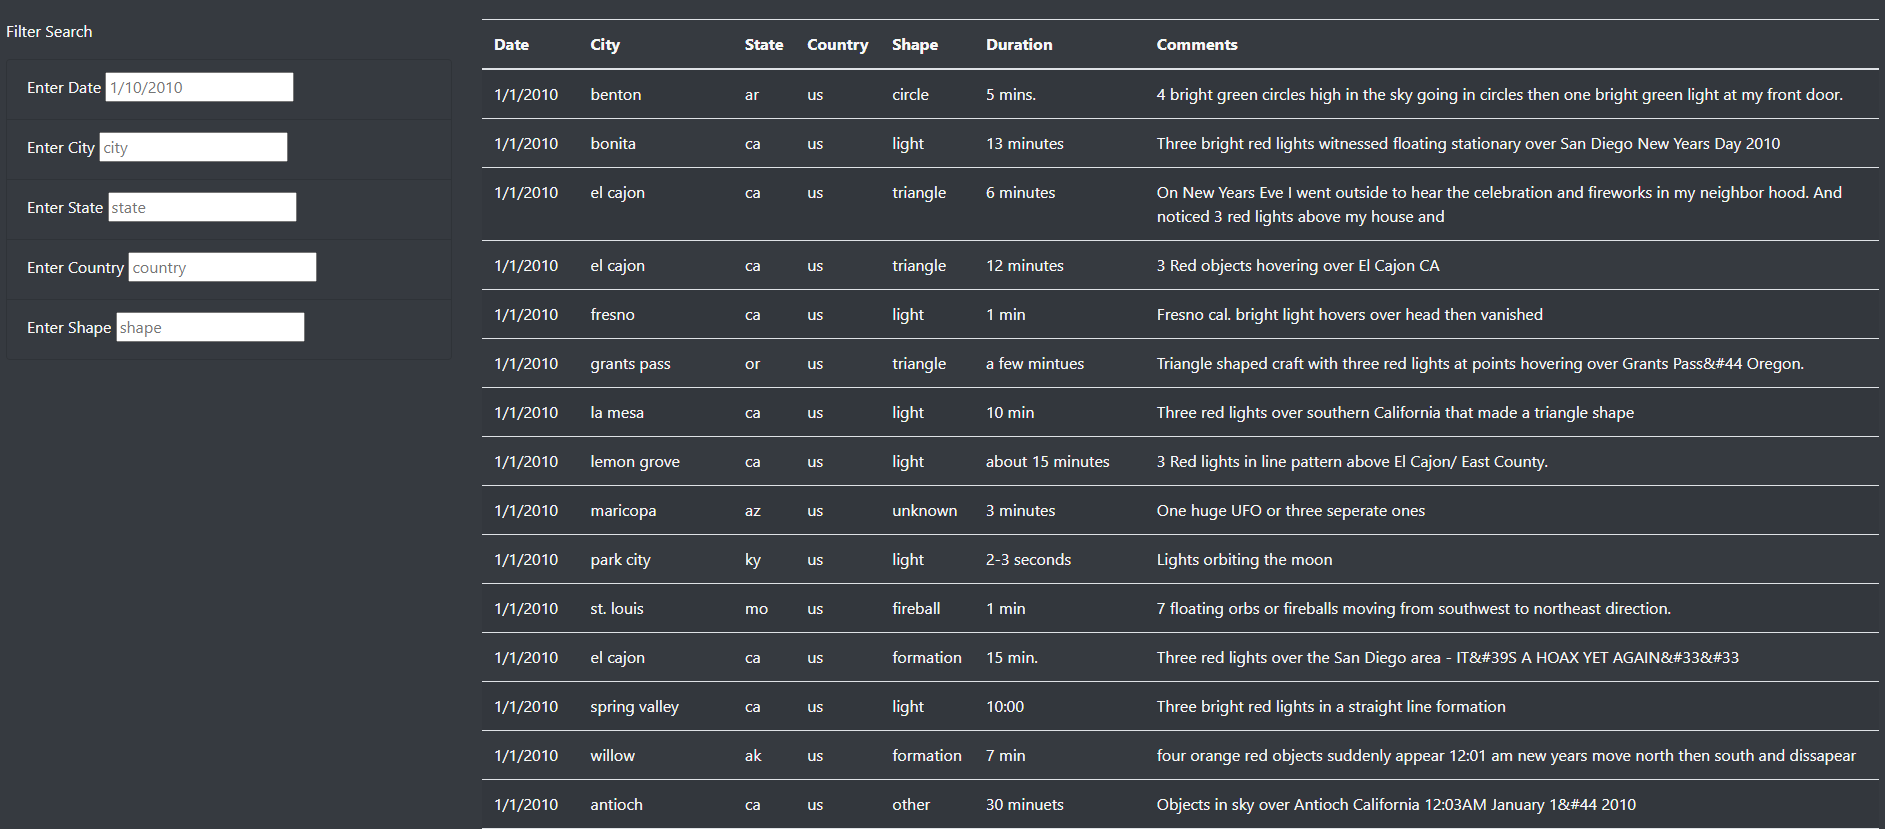 Filter Search
Enter Date 1/10/2010
Enter City city
Enter State state
Enter Country country
Enter Shape shape
Date City State Country Shape Duration Comments
1/1/2010 benton ar us circle 5 mins. 4 bright green circles high in the sky going in circles then one bright green light at my front door.
1/1/2010 bonita ca us light 13 minutes Three bright red lights witnessed floating stationary over San Diego New Years Day 2010
1/1/2010 el cajon ca us triangle 6 minutes On New Years Eve I went outside to hear the celebration and fireworks in my neighbor hood. And
noticed 3 red lights above my house and
1/1/2010 el cajon ca us triangle 12 minutes 3 Red objects hovering over El Cajon CA
1/1/2010 fresno ca us light 1 min Fresno cal. bright light hovers over head then vanished
1/1/2010 grants pass or us triangle a few mintues Triangle shaped craft with three red lights at points hovering over Grants Pass&#44 Oregon.
1/1/2010 la mesa ca us light 10 min Three red lights over southern California that made a triangle shape
1/1/2010 lemon grove ca us light about 15 minutes 3 Red lights in line pattern above El Cajon/ East County.
1/1/2010 maricopa az us unknown 3 minutes One huge UFO or three seperate ones
1/1/2010 park city ky us light 2-3 seconds Lights orbiting the moon
1/1/2010 st. louis mo us fireball 1 min 7 floating orbs or fireballs moving from southwest to northeast direction.
1/1/2010 el cajon ca us formation 15 min. Three red lights over the San Diego area - IT&#39S A HOAX YET AGAIN&#33&#33
1/1/2010 spring valley ca us light 10:00 Three bright red lights in a straight line formation
1/1/2010 willow ak us formation 7 min four orange red objects suddenly appear 12:01 am new years move north then south and dissapear
1/1/2010 antioch ca us other 30 minuets Objects in sky over Antioch California 12:03AM January 1&#44 2010